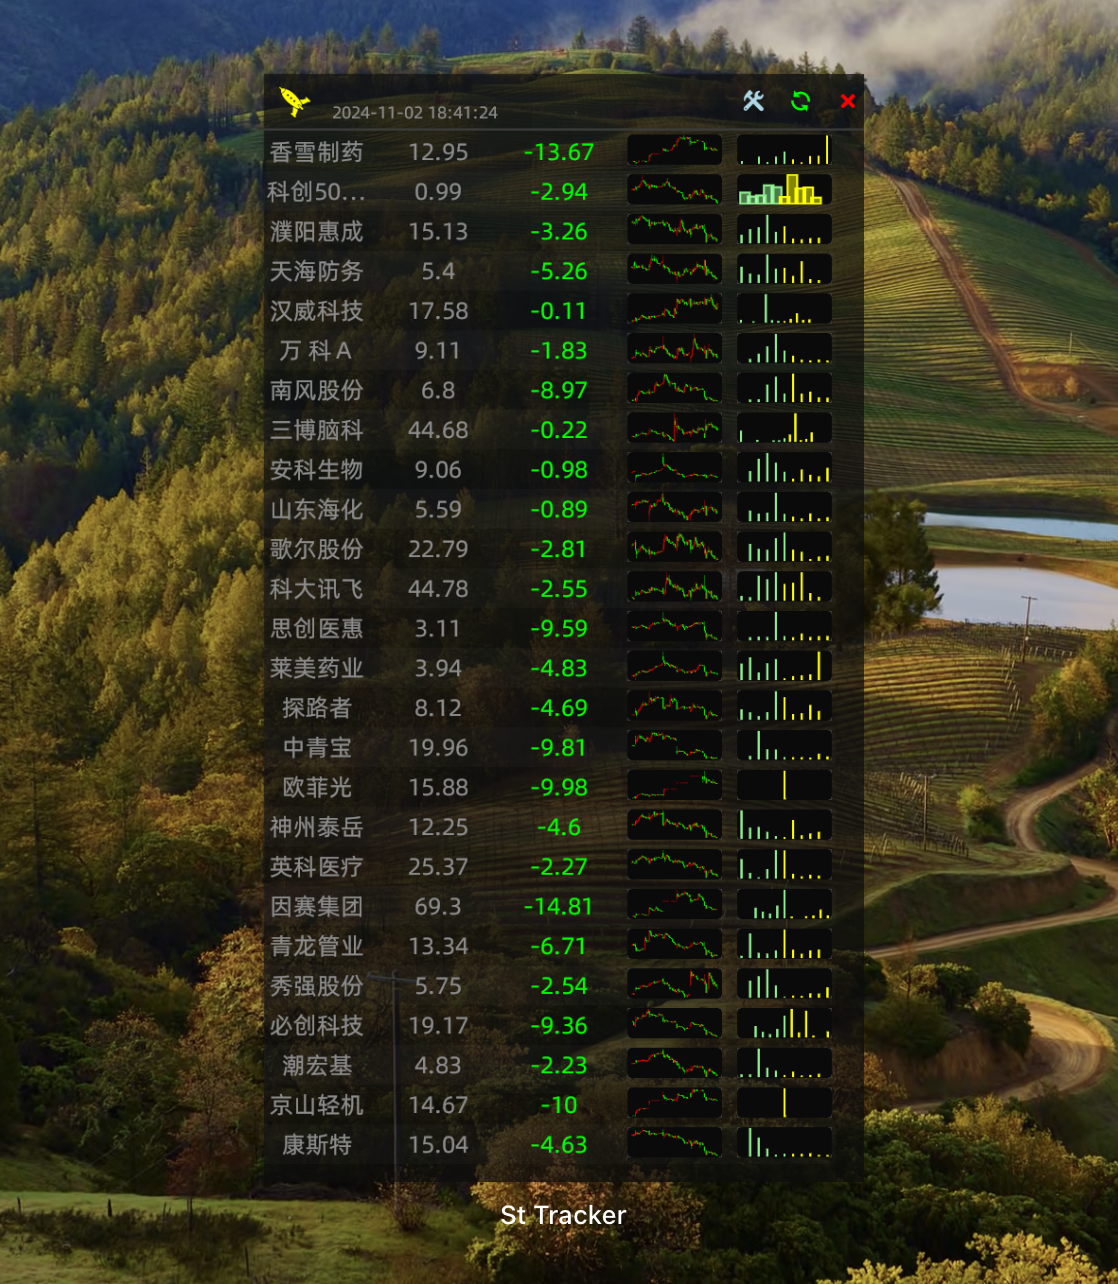 2024-11-02 18:41:24
香雪制药 12.95 -13.67
科创50... 0.99 -2.94
濮阳惠成 15.13 -3.26
天海防务 5.4 -5.26
汉威科技 17.58 -0.11
万 科Ａ 9.11 -1.83
南风股份 6.8 -8.97
三博脑科 44.68 -0.22
安科生物 9.06 -0.98
山东海化 5.59 -0.89
歌尔股份 22.79 -2.81
科大讯飞 44.78 -2.55
思创医惠 3.11 -9.59
莱美药业 3.94 -4.83
探路者 8.12 -4.69
中青宝 19.96 -9.81
欧菲光 15.88 -9.98
神州泰岳 12.25 -4.6
英科医疗 25.37 -2.27
因赛集团 69.3 -14.81
青龙管业 13.34 -6.71
秀强股份 5.75 -2.54
必创科技 19.17 -9.36
潮宏基 4.83 -2.23
京山轻机 14.67 -10
康斯特 15.04 -4.63
St Tracker